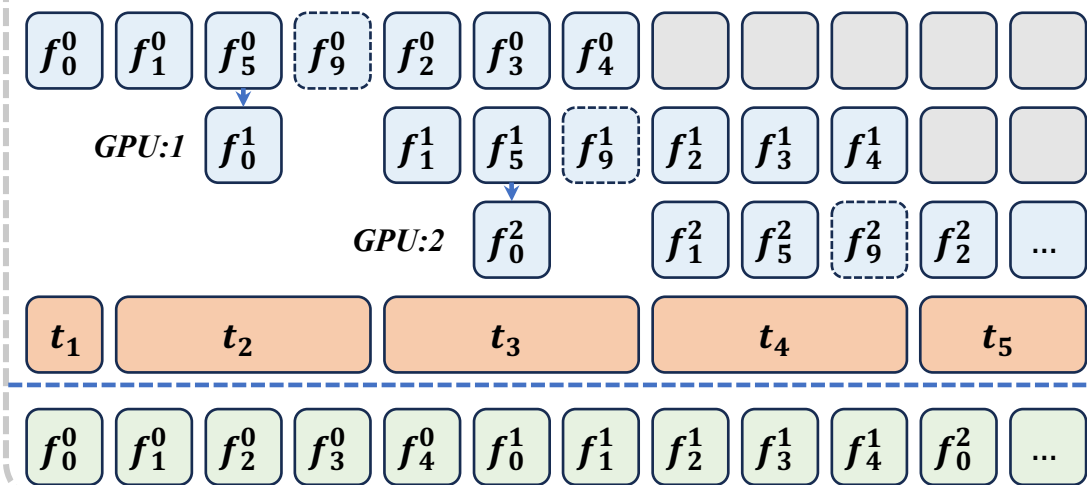 f_0^0 f_1^0 f_5^0 f_9^0 f_2^0 f_3^0 f_4^0
GPU:1 f_0^1 f_1^1 f_5^1 f_9^1 f_2^1 f_3^1 f_4^1
GPU:2 f_0^2 f_1^2 f_5^2 f_9^2 f_2^2 ...
t_1 t_2 t_3 t_4 t_5
f_0^0 f_1^0 f_2^0 f_3^0 f_4^0 f_0^1 f_1^1 f_2^1 f_3^1 f_4^1 f_0^2 ...